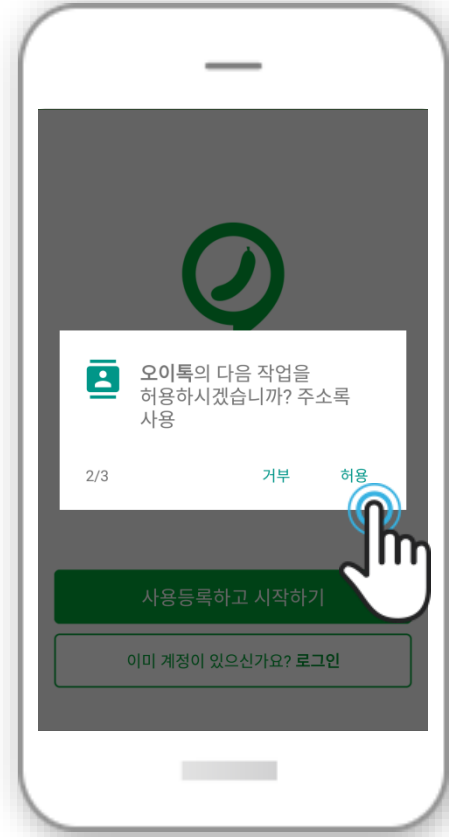 오이톡의 다음 작업을
허용하시겠습니까? 주소록
사용
2/3
거부
허용
사용등록하고 시작하기
이미 계정이 있으신가요? 로그인